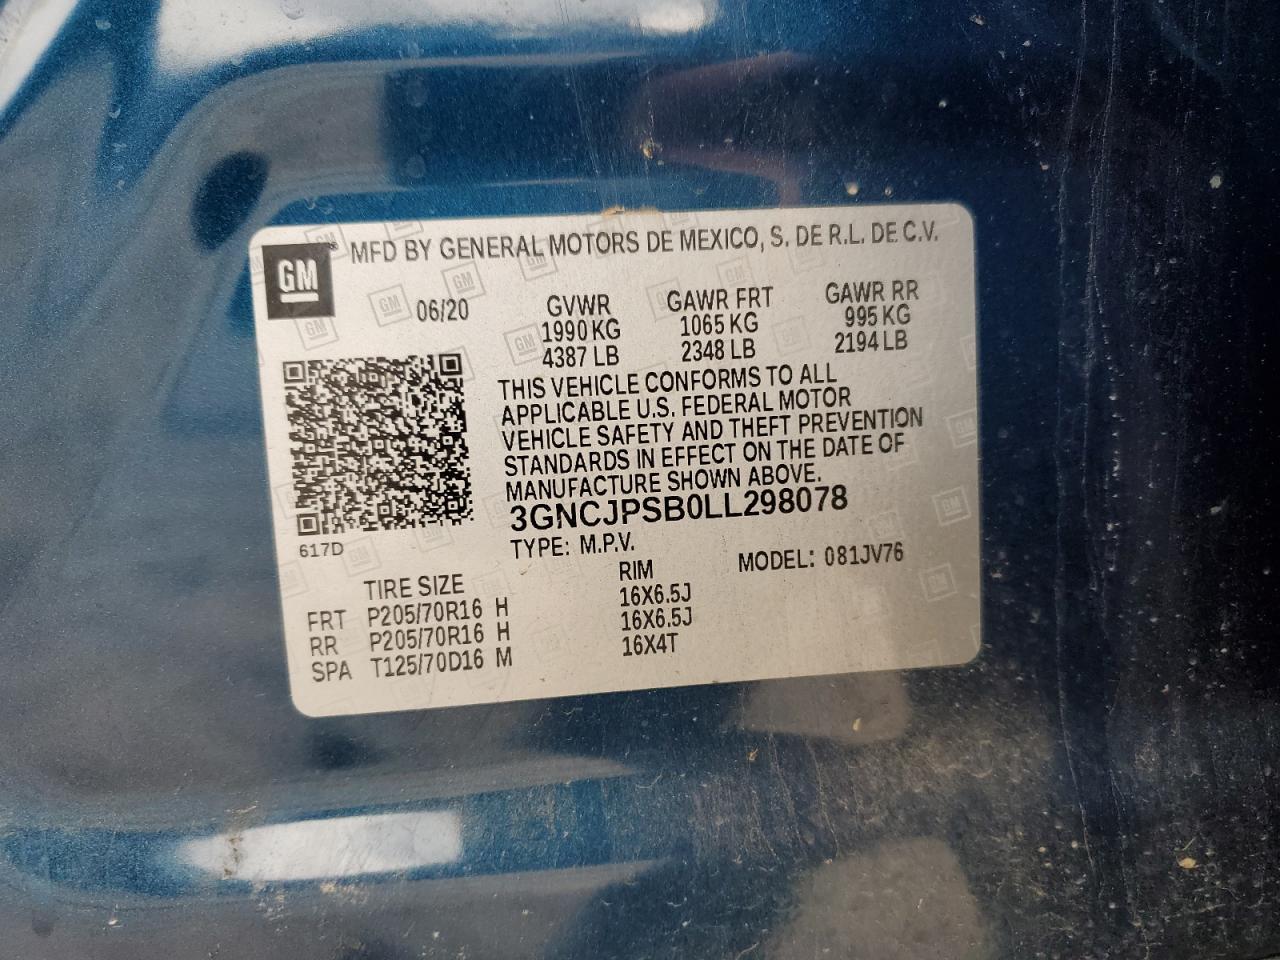 GM ® MFD BY GENERAL MOTORS DE MEXICO, S. DE R.L. DE C.V.
06/20 GVWR GAWR FRT GAWR RR
1990 KG 1065 KG 995 KG
4387 LB 2348 LB 2194 LB
THIS VEHICLE CONFORMS TO ALL
APPLICABLE U.S. FEDERAL MOTOR
VEHICLE SAFETY AND THEFT PREVENTION
STANDARDS IN EFFECT ON THE DATE OF
MANUFACTURE SHOWN ABOVE.
3GNCJPSB0LL298078
617D
TYPE: M.P.V. MODEL: 081JV76
TIRE SIZE RIM
FRT P205/70R16 H 16X6.5J
RR P205/70R16 H 16X6.5J
SPA T125/70D16 M 16X4T